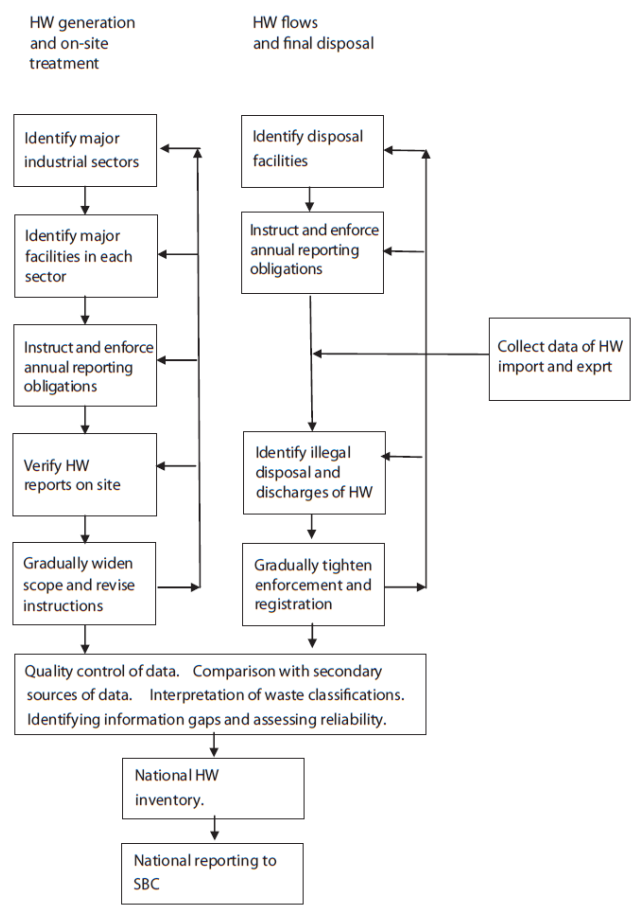 HW generation
and on-site
treatment
HW flows
and final disposal
Identify major
industrial sectors
Identify major
facilities in each
sector
Instruct and enforce
annual reporting
obligations
Verify HW
reports on site
Gradually widen
scope and revise
instructions
Identify disposal
facilities
Instruct and enforce
annual reporting
obligations
Collect data of HW
import and exprt
Identify illegal
disposal and
discharges of HW
Gradually tighten
enforcement and
registration
Quality control of data. Comparison with secondary
sources of data. Interpretation of waste classifications.
Identifying information gaps and assessing reliability.
National HW
inventory.
National reporting to
SBC